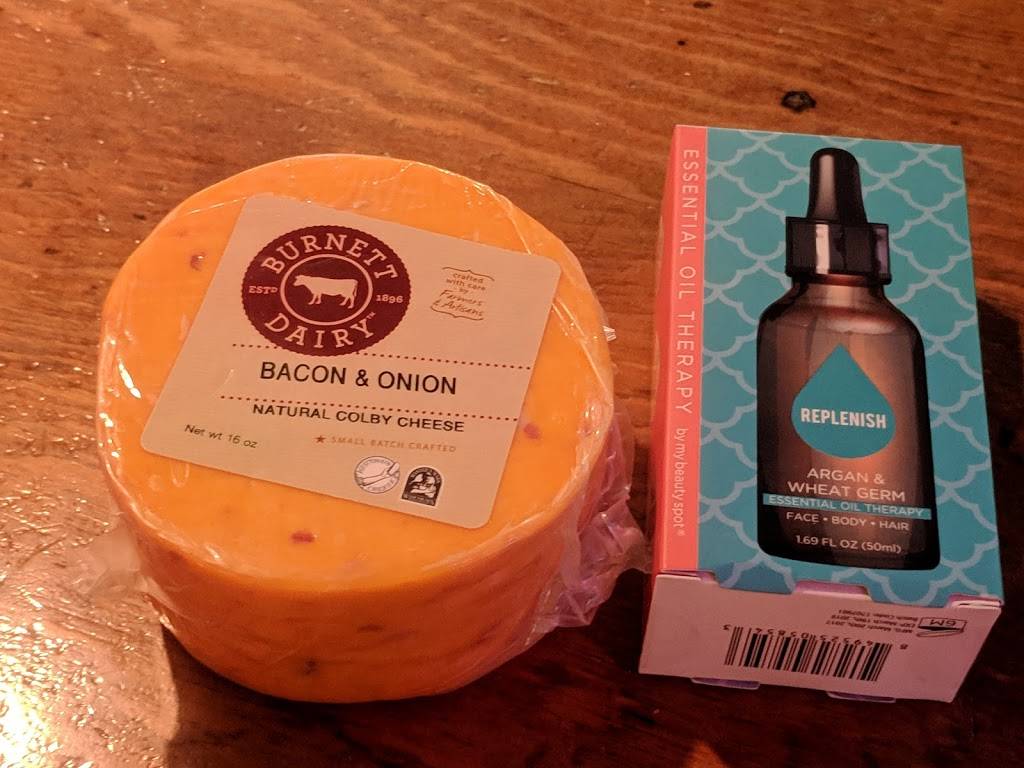 BURNETT
ESTD 1896
DAIRY™
crafted
with care
by
Farmers
& Artisans
BACON & ONION
NATURAL COLBY CHEESE
Net wt 16 oz
★ SMALL BATCH CRAFTED
ESSENTIAL OIL THERAPY by my beauty spot®
REPLENISH
ARGAN &
WHEAT GERM
ESSENTIAL OIL THERAPY
FACE • BODY • HAIR
1.69 FL OZ (50ml)
6M